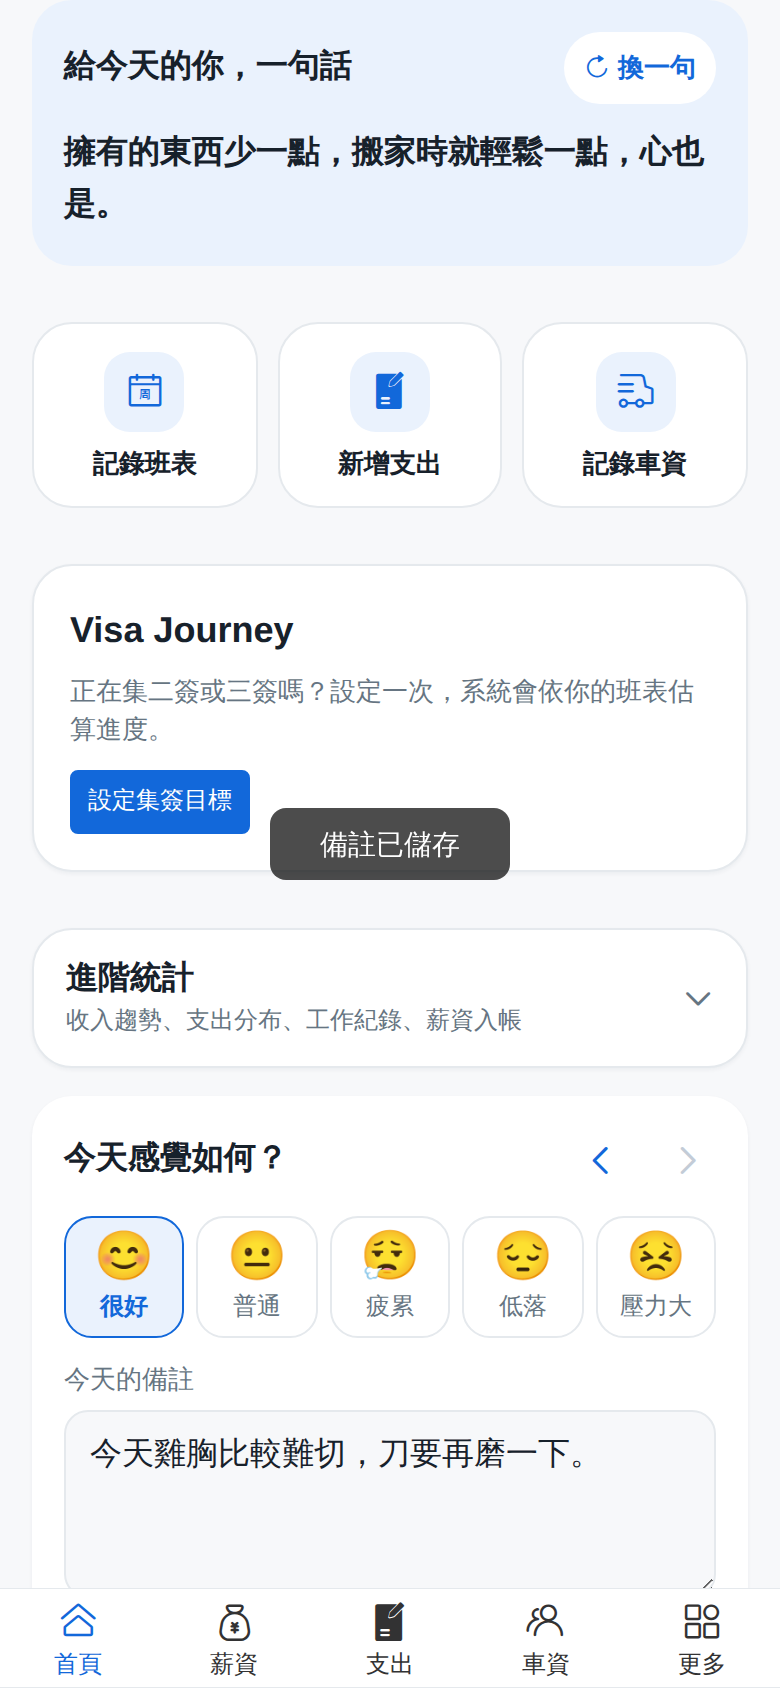 給今天的你，一句話
換一句
擁有的東西少一點，搬家時就輕鬆一點，心也
是。
周
記錄班表
新增支出
記錄車資
Visa Journey
正在集二簽或三簽嗎？設定一次，系統會依你的班表估
算進度。
設定集簽目標
備註已儲存
進階統計
收入趨勢、支出分布、工作紀錄、薪資入帳
今天感覺如何？
很好
普通
疲累
低落
壓力大
今天的備註
今天雞胸比較難切，刀要再磨一下。
¥
首頁
薪資
支出
車資
更多